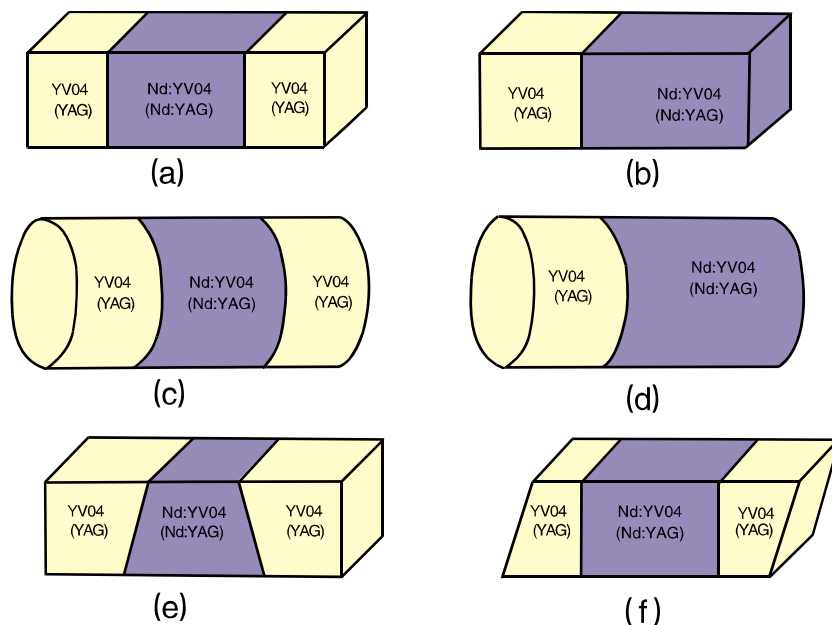 YV04 Nd:YV04 YV04
(YAG) (Nd:YAG) (YAG)
(a)
YV04 Nd:YV04
(YAG) (Nd:YAG)
(b)
YV04 Nd:YV04 YV04
(YAG) (Nd:YAG) (YAG)
(c)
YV04 Nd:YV04
(YAG) (Nd:YAG)
(d)
YV04 Nd:YV04 YV04
(YAG) (Nd:YAG) (YAG)
(e)
YV04 Nd:YV04 YV04
(YAG) (Nd:YAG) (YAG)
(f)